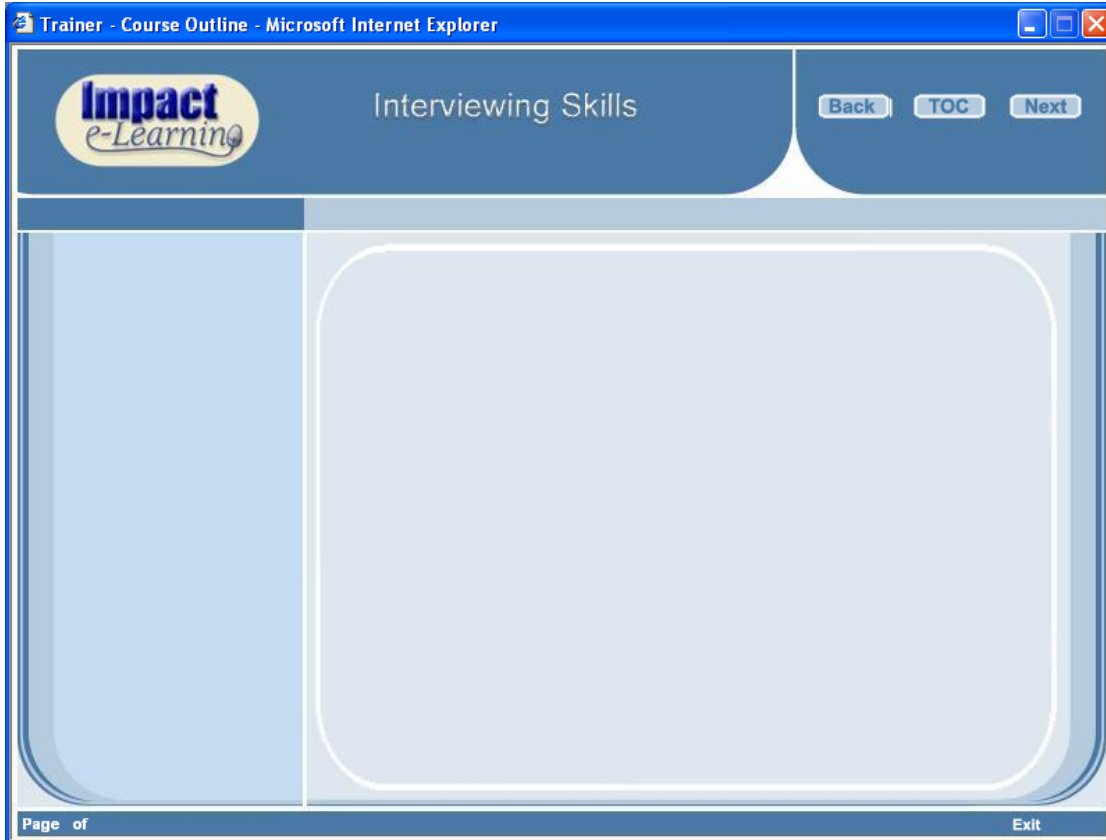 Trainer - Course Outline - Microsoft Internet Explorer
Impact
e-Learning
Interviewing Skills
Back TOC Next
Page of
Exit